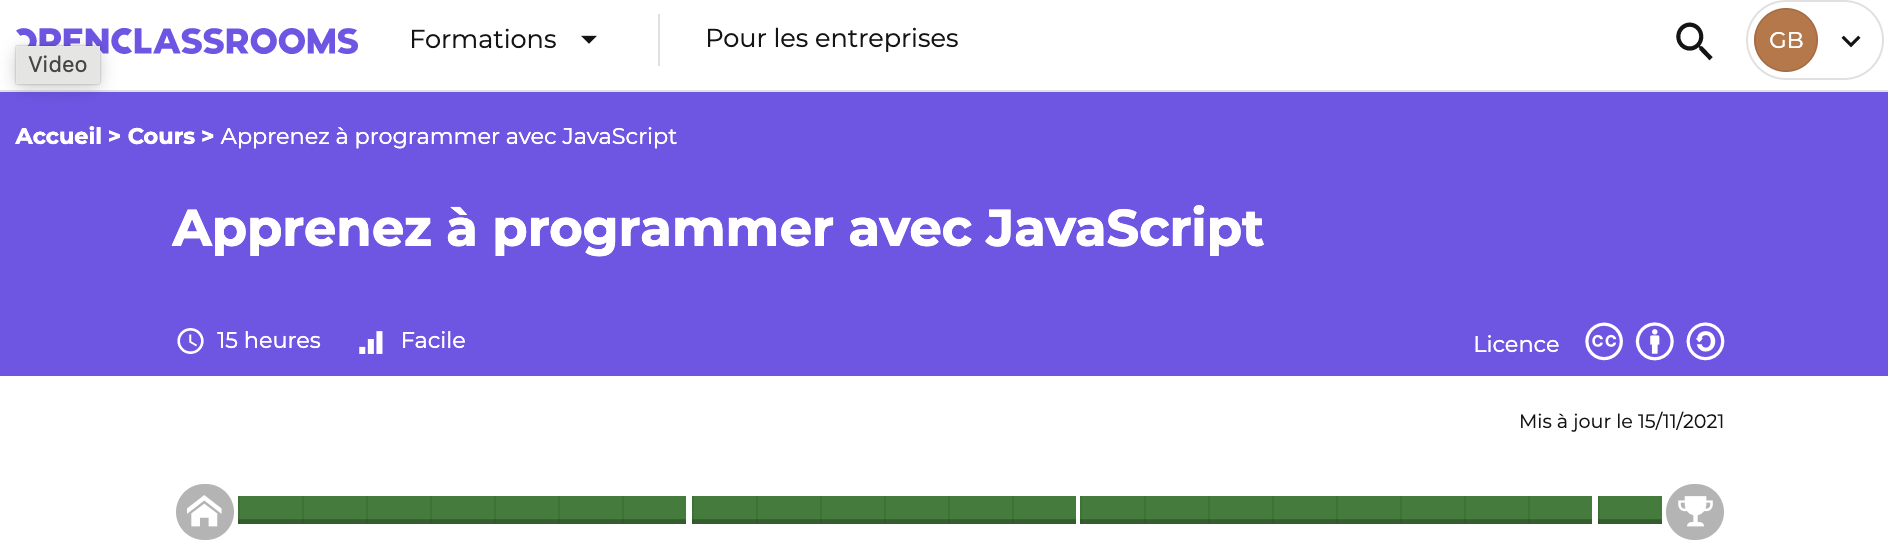 OPENCLASSROOMS
Formations
Pour les entreprises
GB
Video
Accueil > Cours > Apprenez à programmer avec JavaScript
Apprenez à programmer avec JavaScript
15 heures
Facile
Licence
CC
Mis à jour le 15/11/2021